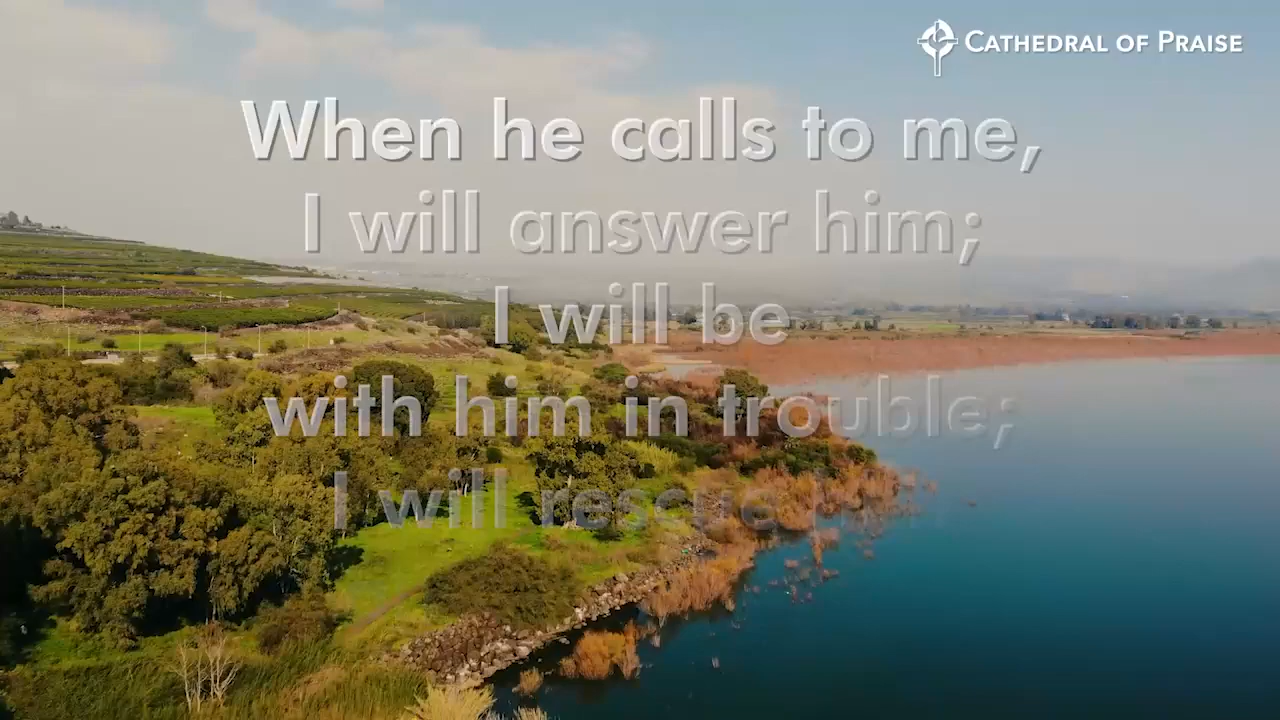 CATHEDRAL OF PRAISE
When he calls to me,
I will answer him;
I will be
with him in trouble;
I will rescue